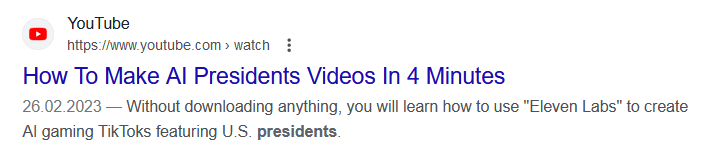 YouTube
https://www.youtube.com › watch
How To Make AI Presidents Videos In 4 Minutes
26.02.2023 — Without downloading anything, you will learn how to use "Eleven Labs" to create
AI gaming TikToks featuring U.S. presidents.